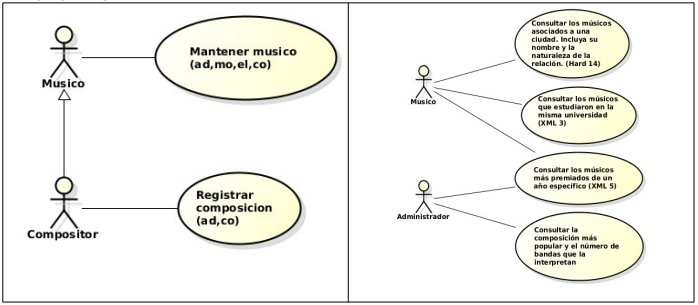 Musico
Mantener musico
(ad,mo,el,co)
Compositor
Registrar
composicion
(ad,co)
Musico
Administrador
Consultar los músicos
asociados a una
ciudad. Incluya su
nombre y la
naturaleza de la
relación. (Hard 14)
Consultar los músicos
que estudiaron en la
misma universidad
(XML 3)
Consultar los músicos
más premiados de un
año específico (XML 5)
Consultar la
composición más
popular y el número de
bandas que la
interpretan